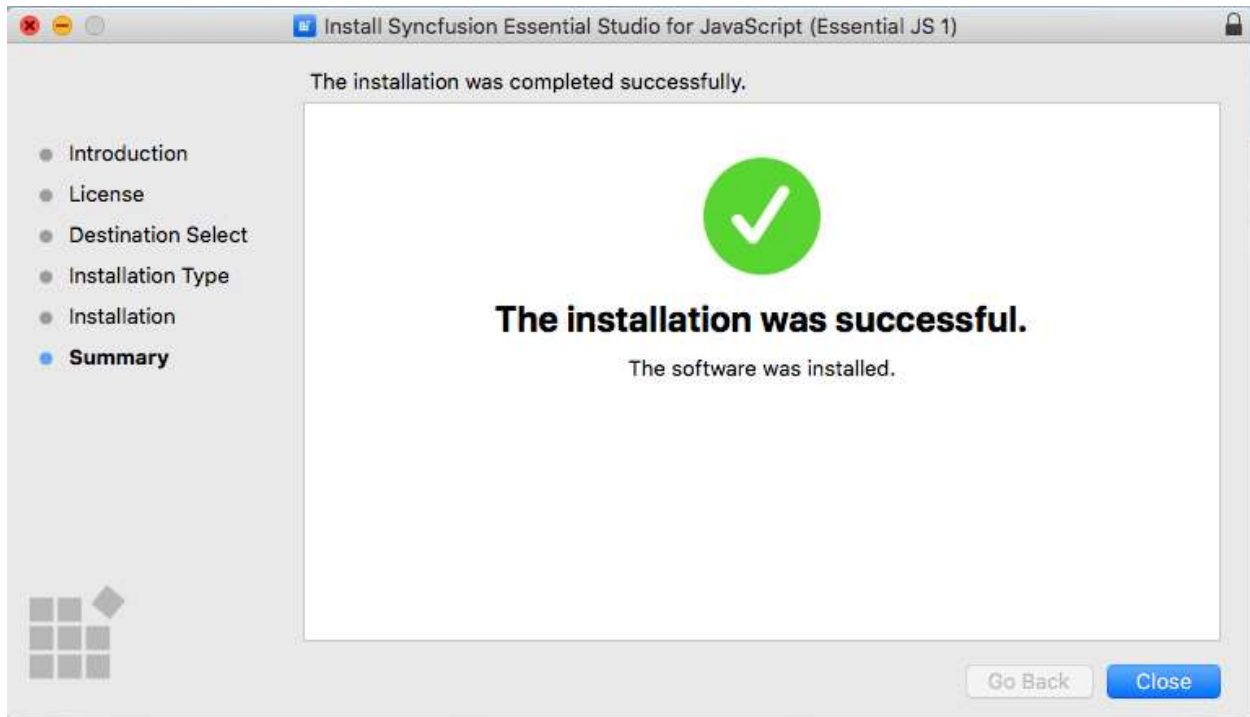 Install Syncfusion Essential Studio for JavaScript (Essential JS 1)
The installation was completed successfully.
Introduction
License
Destination Select
Installation Type
Installation
Summary
The installation was successful.
The software was installed.
Go Back
Close